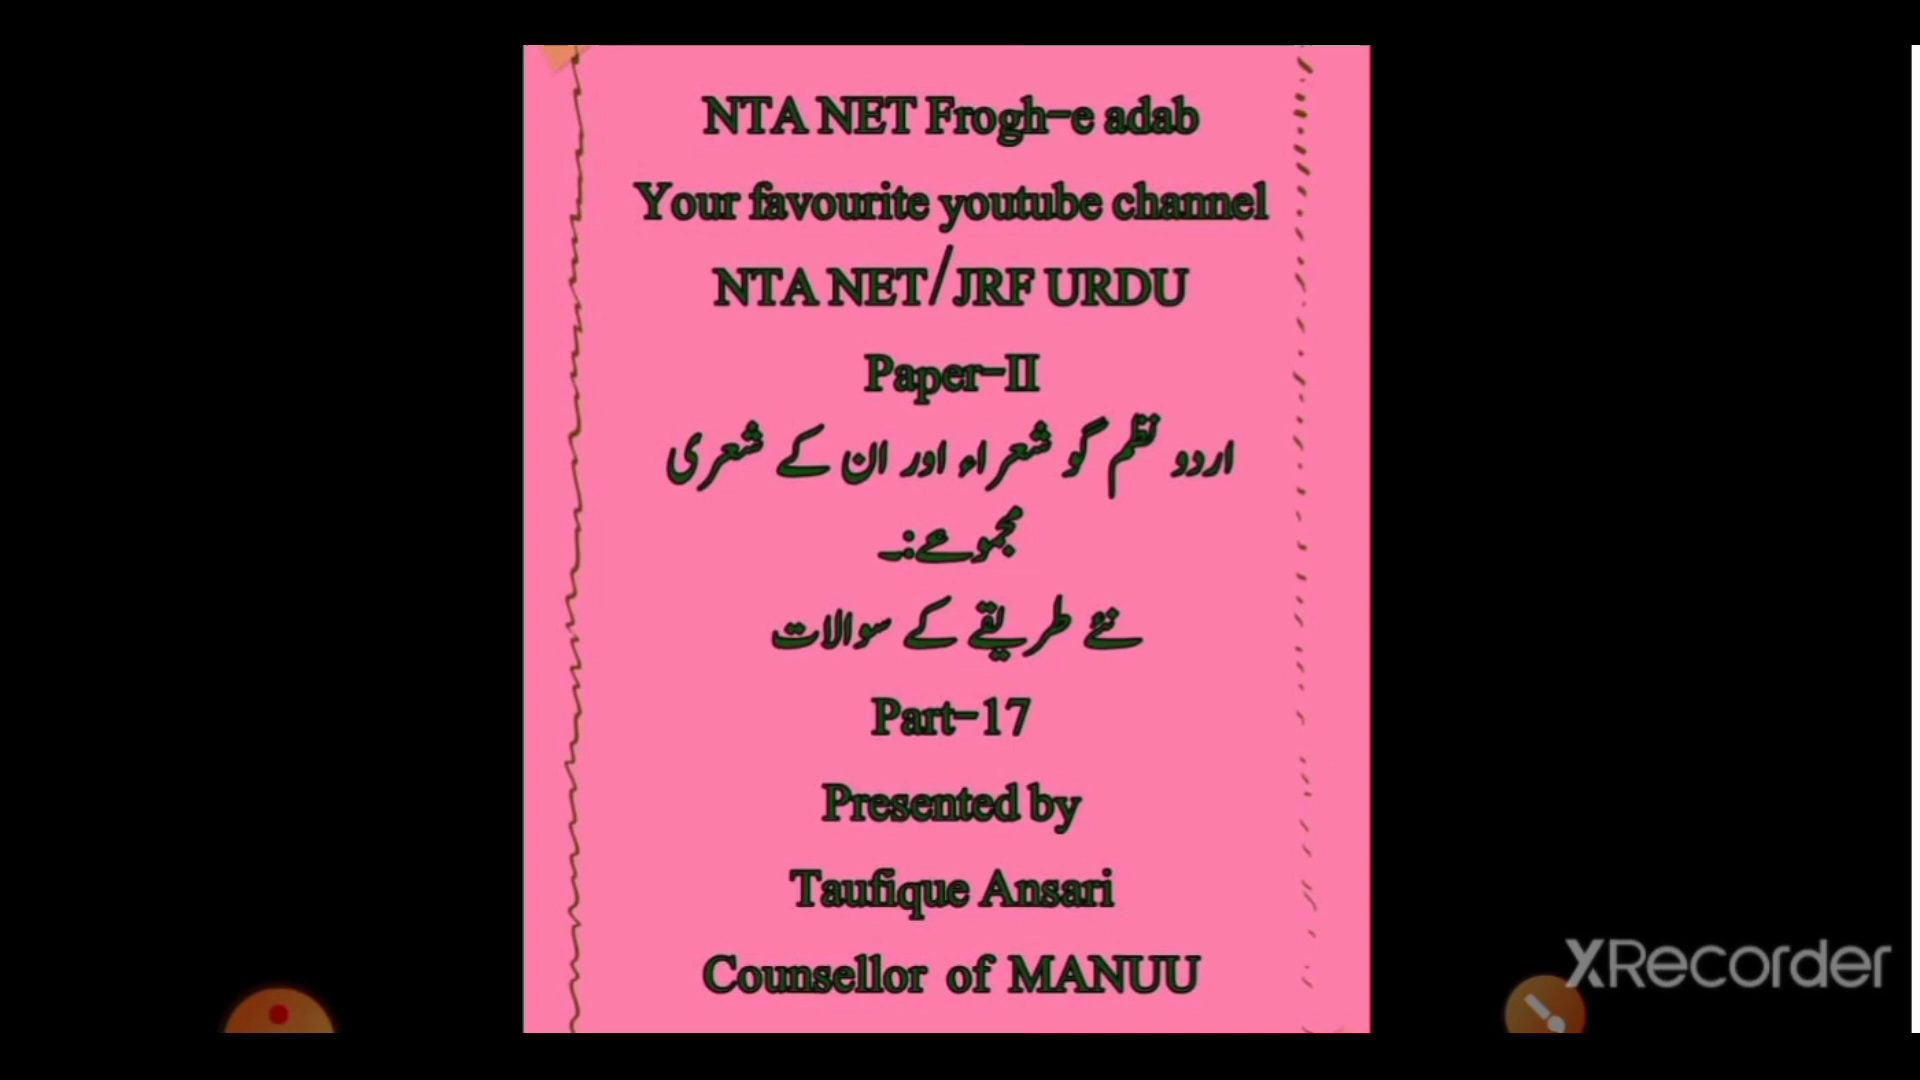 NTA NET Frogh-e adab
Your favourite youtube channel
NTA NET/JRF URDU
Paper-II
اردو نظم گو شعراء اور ان کے شعری
مجموعے:۔
نئے طریقے کے سوالات
Part-17
Presented by
Taufique Ansari
Counsellor of MANUU
XRecorder